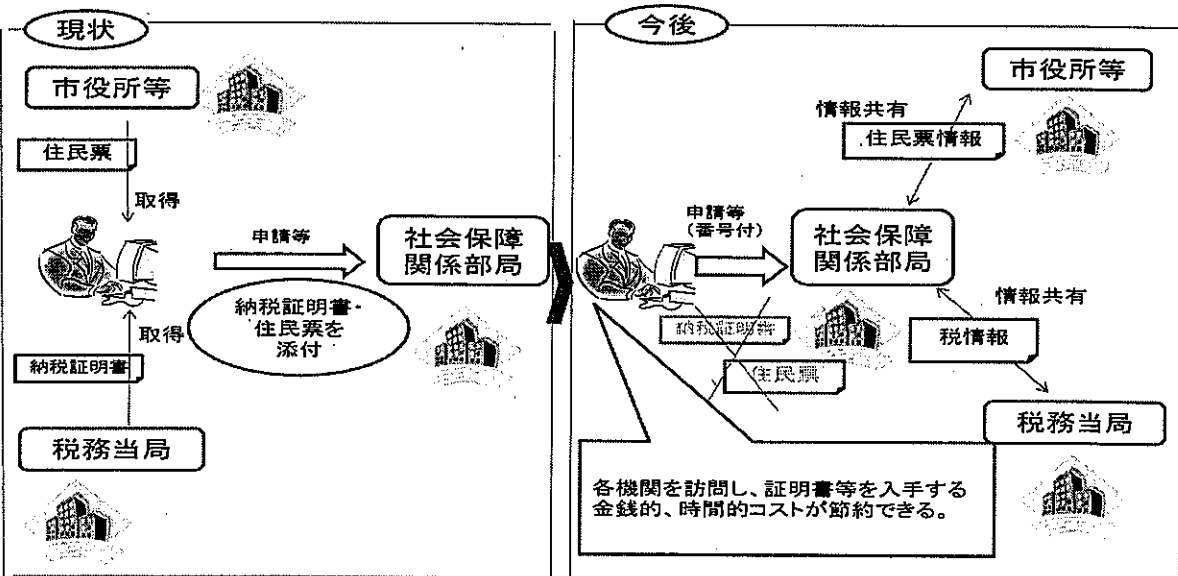 現状
市役所等
住民票
取得
申請等
社会保障
関係部局
納税証明書・
住民票を
添付
取得
納税証明書
税務当局
今後
市役所等
情報共有
住民票情報
申請等
(番号付)
社会保障
関係部局
情報共有
税情報
納税証明書
住民票
税務当局
各機関を訪問し、証明書等を入手する
金銭的、時間的コストが節約できる。